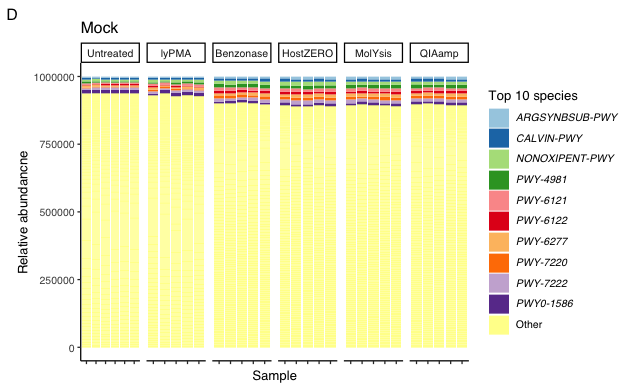 D
Mock
Untreated lyPMA Benzonase HostZERO MolYsis QIAamp
1000000
750000
500000
250000
0
Relative abundancne
Sample
Top 10 species
ARGSYNBSUB-PWY
CALVIN-PWY
NONOXIPENT-PWY
PWY-4981
PWY-6121
PWY-6122
PWY-6277
PWY-7220
PWY-7222
PWY0-1586
Other